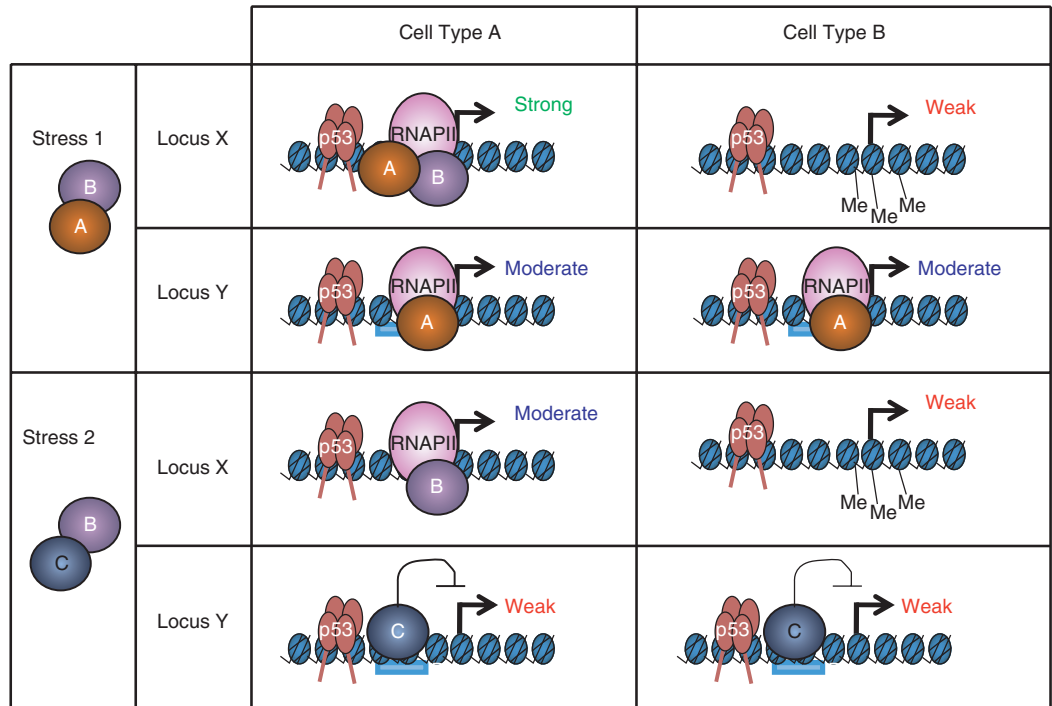 Cell Type A
Cell Type B
Stress 1
B
A
Locus X
p53
RNAPII
A
B
Strong
p53
Me
Me
Me
Weak
Locus Y
p53
RNAPII
A
Moderate
p53
RNAPII
A
Moderate
Stress 2
B
C
Locus X
p53
RNAPII
B
Moderate
p53
Me
Me
Me
Weak
Locus Y
p53
C
Weak
p53
C
Weak